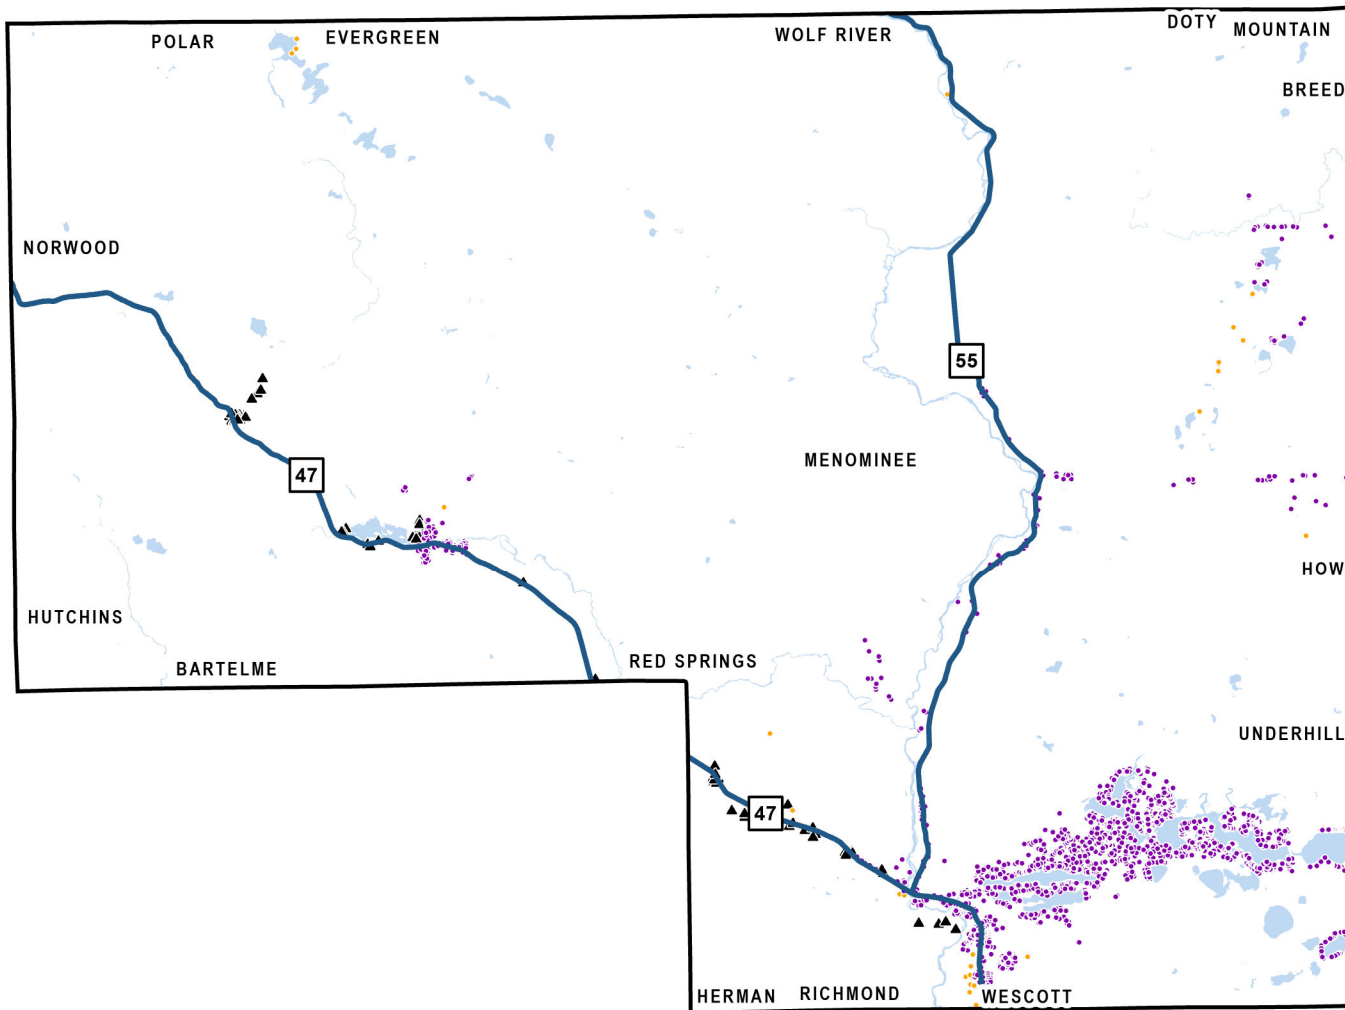 DOTY
POLAR
EVERGREEN
WOLF RIVER
MOUNTAIN
BREED
NORWOOD
55
MENOMINEE
47
HOW
HUTCHINS
BARTELME
RED SPRINGS
UNDERHILL
47
HERMAN
RICHMOND
WESCOTT